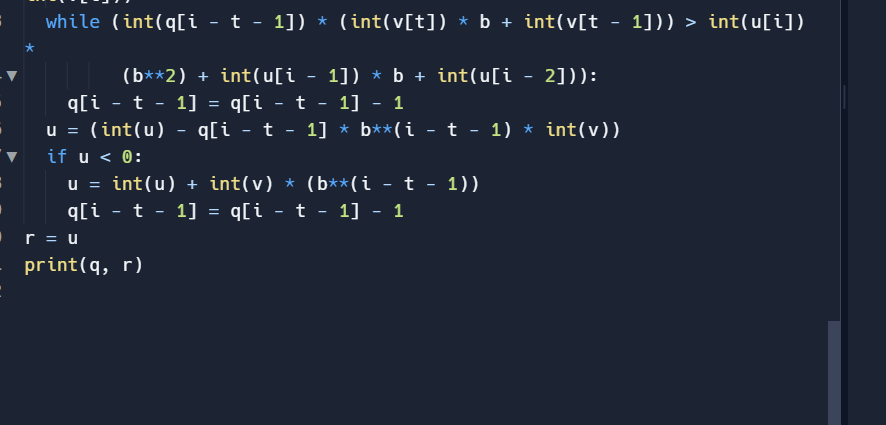 while (int(q[i - t - 1]) * (int(v[t]) * b + int(v[t - 1])) > int(u[i])
*
(b**2) + int(u[i - 1]) * b + int(u[i - 2])):
q[i - t - 1] = q[i - t - 1] - 1
u = (int(u) - q[i - t - 1] * b**(i - t - 1) * int(v))
if u < 0:
u = int(u) + int(v) * (b**(i - t - 1))
q[i - t - 1] = q[i - t - 1] - 1
r = u
print(q, r)